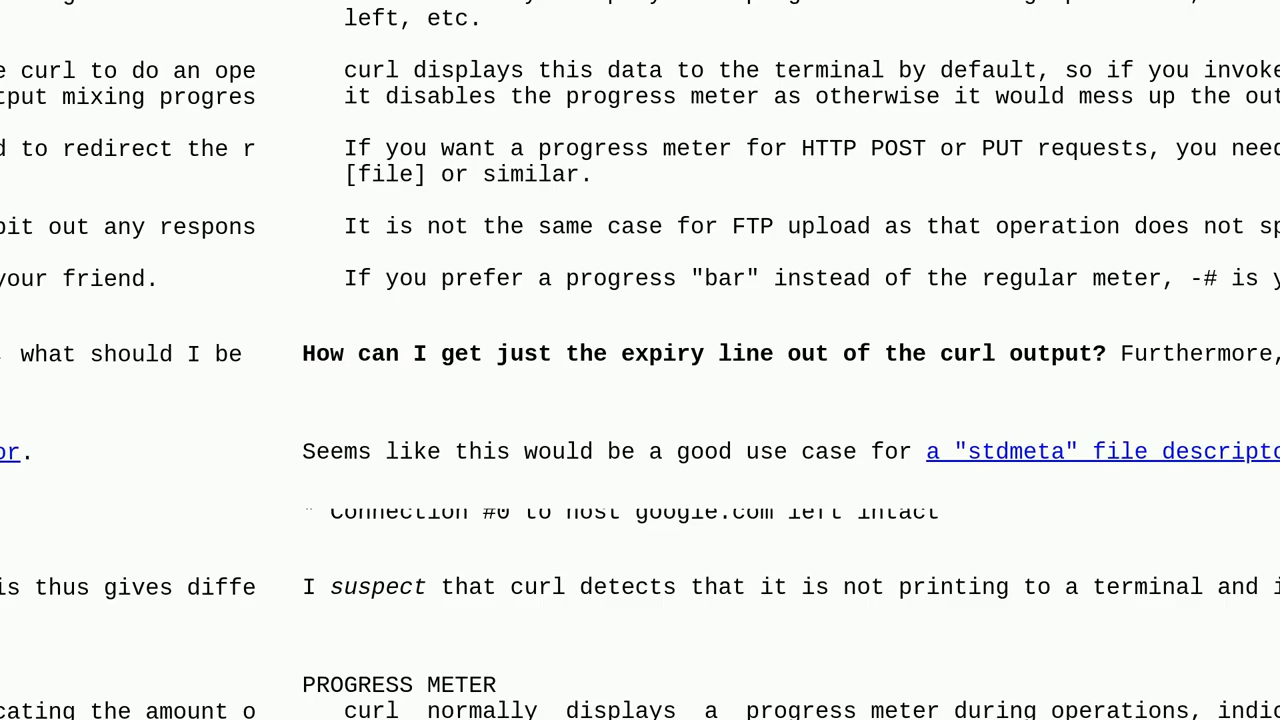 left, etc.
e curl to do an ope
tput mixing progres
d to redirect the r
pit out any respons
your friend.
what should I be
or.
is thus gives diffe
cating the amount o
curl displays this data to the terminal by default, so if you invoke
it disables the progress meter as otherwise it would mess up the out
If you want a progress meter for HTTP POST or PUT requests, you need
[file] or similar.
It is not the same case for FTP upload as that operation does not sp
If you prefer a progress "bar" instead of the regular meter, -# is y
How can I get just the expiry line out of the curl output? Furthermore,
Seems like this would be a good use case for a "stdmeta" file descripto
Connection #0 to host google.com left intact
I suspect that curl detects that it is not printing to a terminal and i
PROGRESS METER
curl normally displays a progress meter during operations, indic